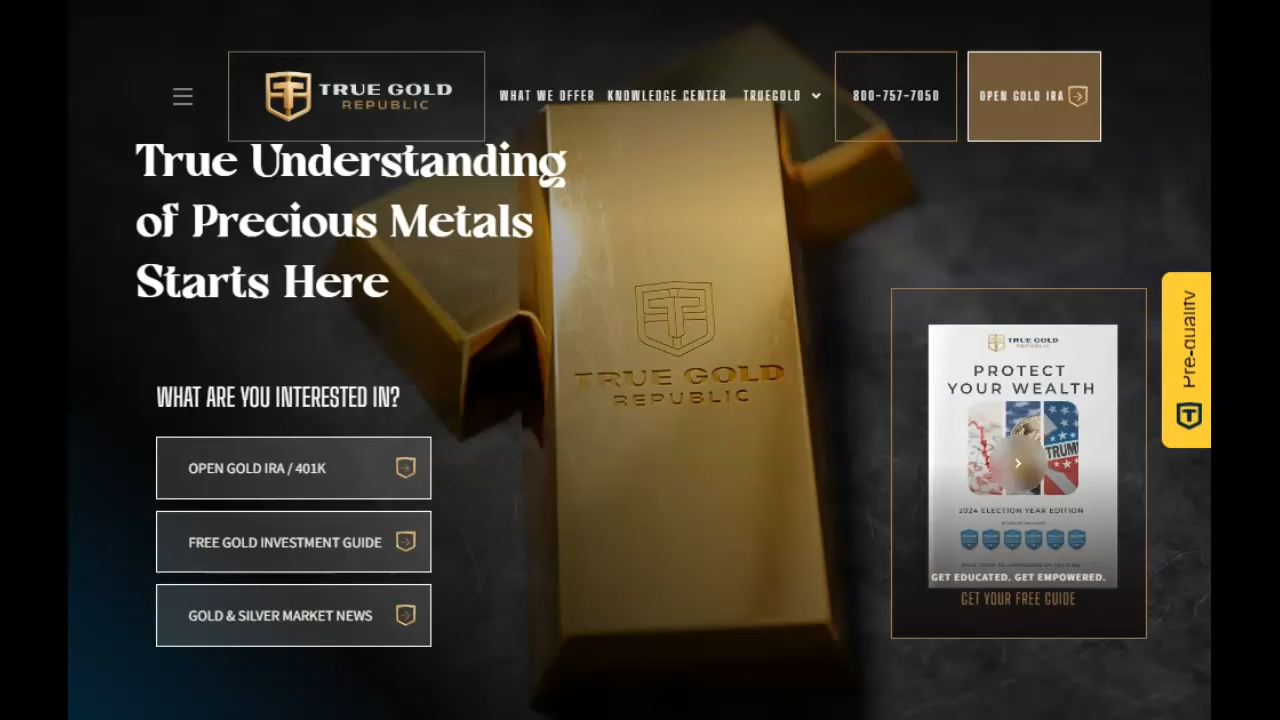 TRUE GOLD
REPUBLIC
WHAT WE OFFER
KNOWLEDGE CENTER
TRUEGOLD
800-757-7050
OPEN GOLD IRA
True Understanding
of Precious Metals
Starts Here
WHAT ARE YOU INTERESTED IN?
OPEN GOLD IRA / 401K
FREE GOLD INVESTMENT GUIDE
GOLD & SILVER MARKET NEWS
TRUE GOLD
REPUBLIC
TRUE GOLD
REPUBLIC
PROTECT
YOUR WEALTH
TRUMP
2024 ELECTION YEAR EDITION
GET EDUCATED. GET EMPOWERED.
GET YOUR FREE GUIDE
Pre-qualify